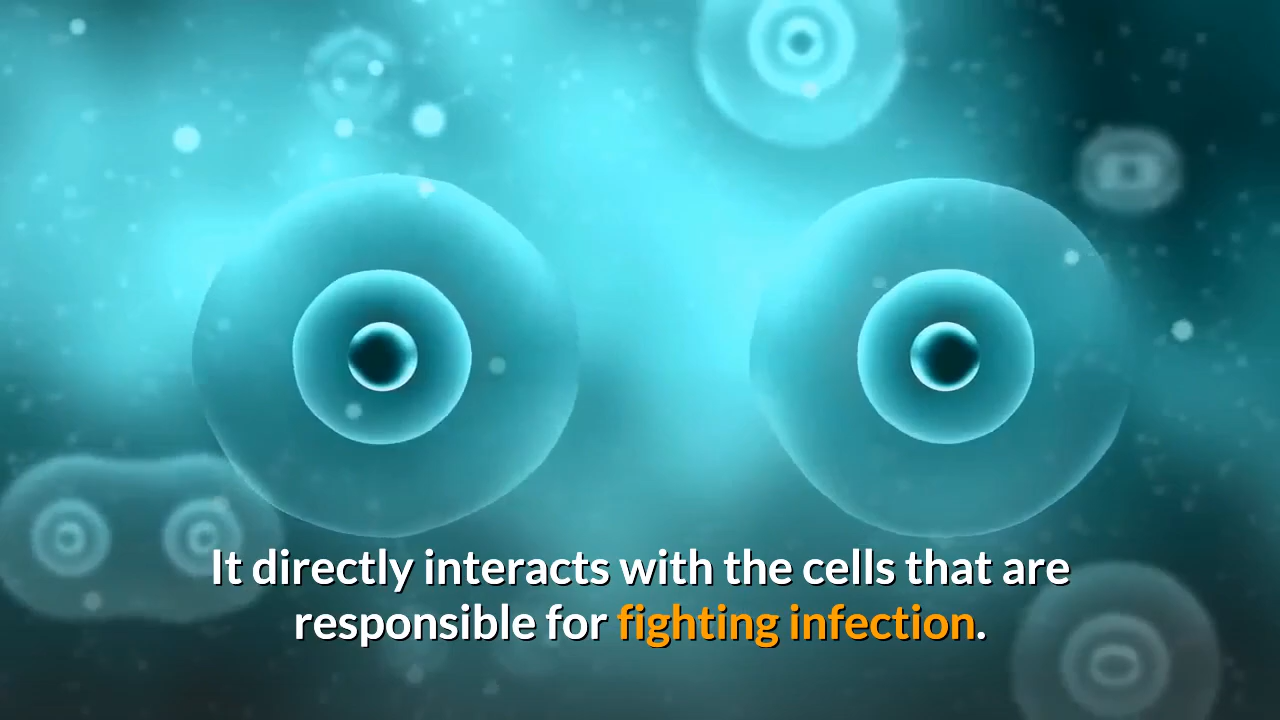 It directly interacts with the cells that are
responsible for fighting infection.